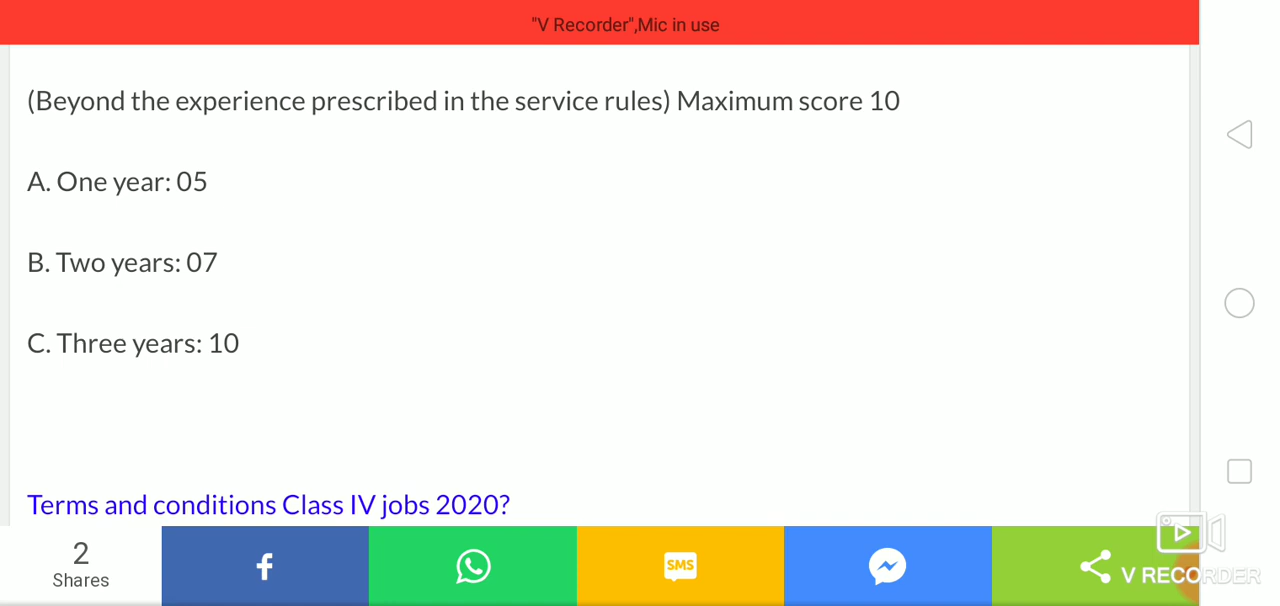 "V Recorder",Mic in use
(Beyond the experience prescribed in the service rules) Maximum score 10
A. One year: 05
B. Two years: 07
C. Three years: 10
Terms and conditions Class IV jobs 2020?
2
Shares
SMS
V RECORDER